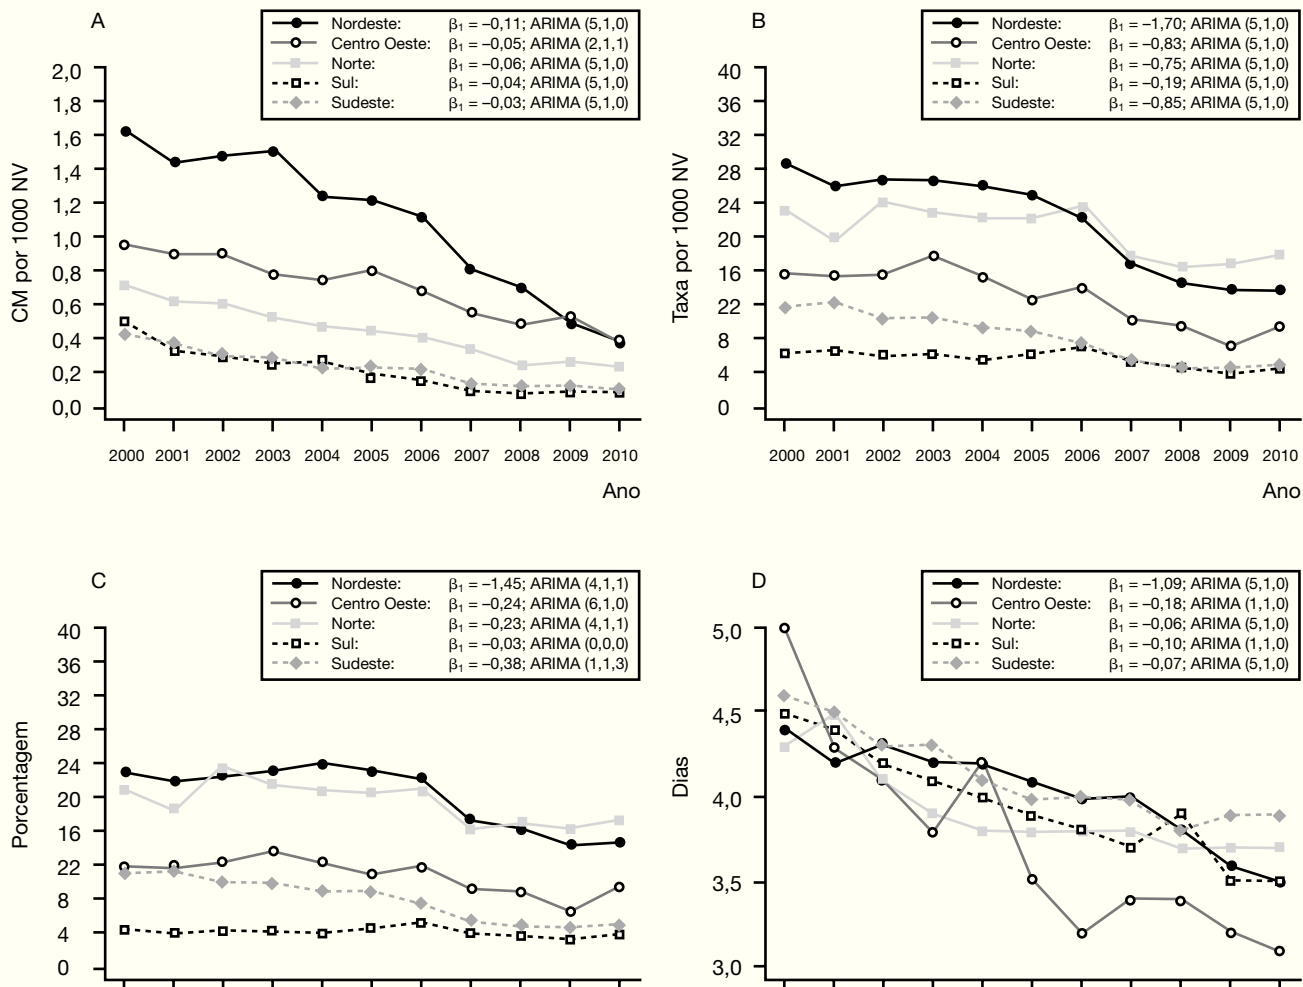 A
Nordeste: β1 = –0,11; ARIMA (5,1,0)
Centro Oeste: β1 = –0,05; ARIMA (2,1,1)
Norte: β1 = –0,06; ARIMA (5,1,0)
Sul: β1 = –0,04; ARIMA (5,1,0)
Sudeste: β1 = –0,03; ARIMA (5,1,0)
CM por 1000 NV
2,0
1,8
1,6
1,4
1,2
1,0
0,8
0,6
0,4
0,2
0,0
2000 2001 2002 2003 2004 2005 2006 2007 2008 2009 2010
Ano
B
Nordeste: β1 = –1,70; ARIMA (5,1,0)
Centro Oeste: β1 = –0,83; ARIMA (5,1,0)
Norte: β1 = –0,75; ARIMA (5,1,0)
Sul: β1 = –0,19; ARIMA (5,1,0)
Sudeste: β1 = –0,85; ARIMA (5,1,0)
Taxa por 1000 NV
40
36
32
28
24
20
16
22
8
4
0
2000 2001 2002 2003 2004 2005 2006 2007 2008 2009 2010
Ano
C
Nordeste: β1 = –1,45; ARIMA (4,1,1)
Centro Oeste: β1 = –0,24; ARIMA (6,1,0)
Norte: β1 = –0,23; ARIMA (4,1,1)
Sul: β1 = –0,03; ARIMA (0,0,0)
Sudeste: β1 = –0,38; ARIMA (1,1,3)
Porcentagem
40
36
32
28
24
20
16
22
8
4
0
D
Nordeste: β1 = –1,09; ARIMA (5,1,0)
Centro Oeste: β1 = –0,18; ARIMA (1,1,0)
Norte: β1 = –0,06; ARIMA (5,1,0)
Sul: β1 = –0,10; ARIMA (1,1,0)
Sudeste: β1 = –0,07; ARIMA (5,1,0)
Dias
5,0
4,5
4,0
3,5
3,0